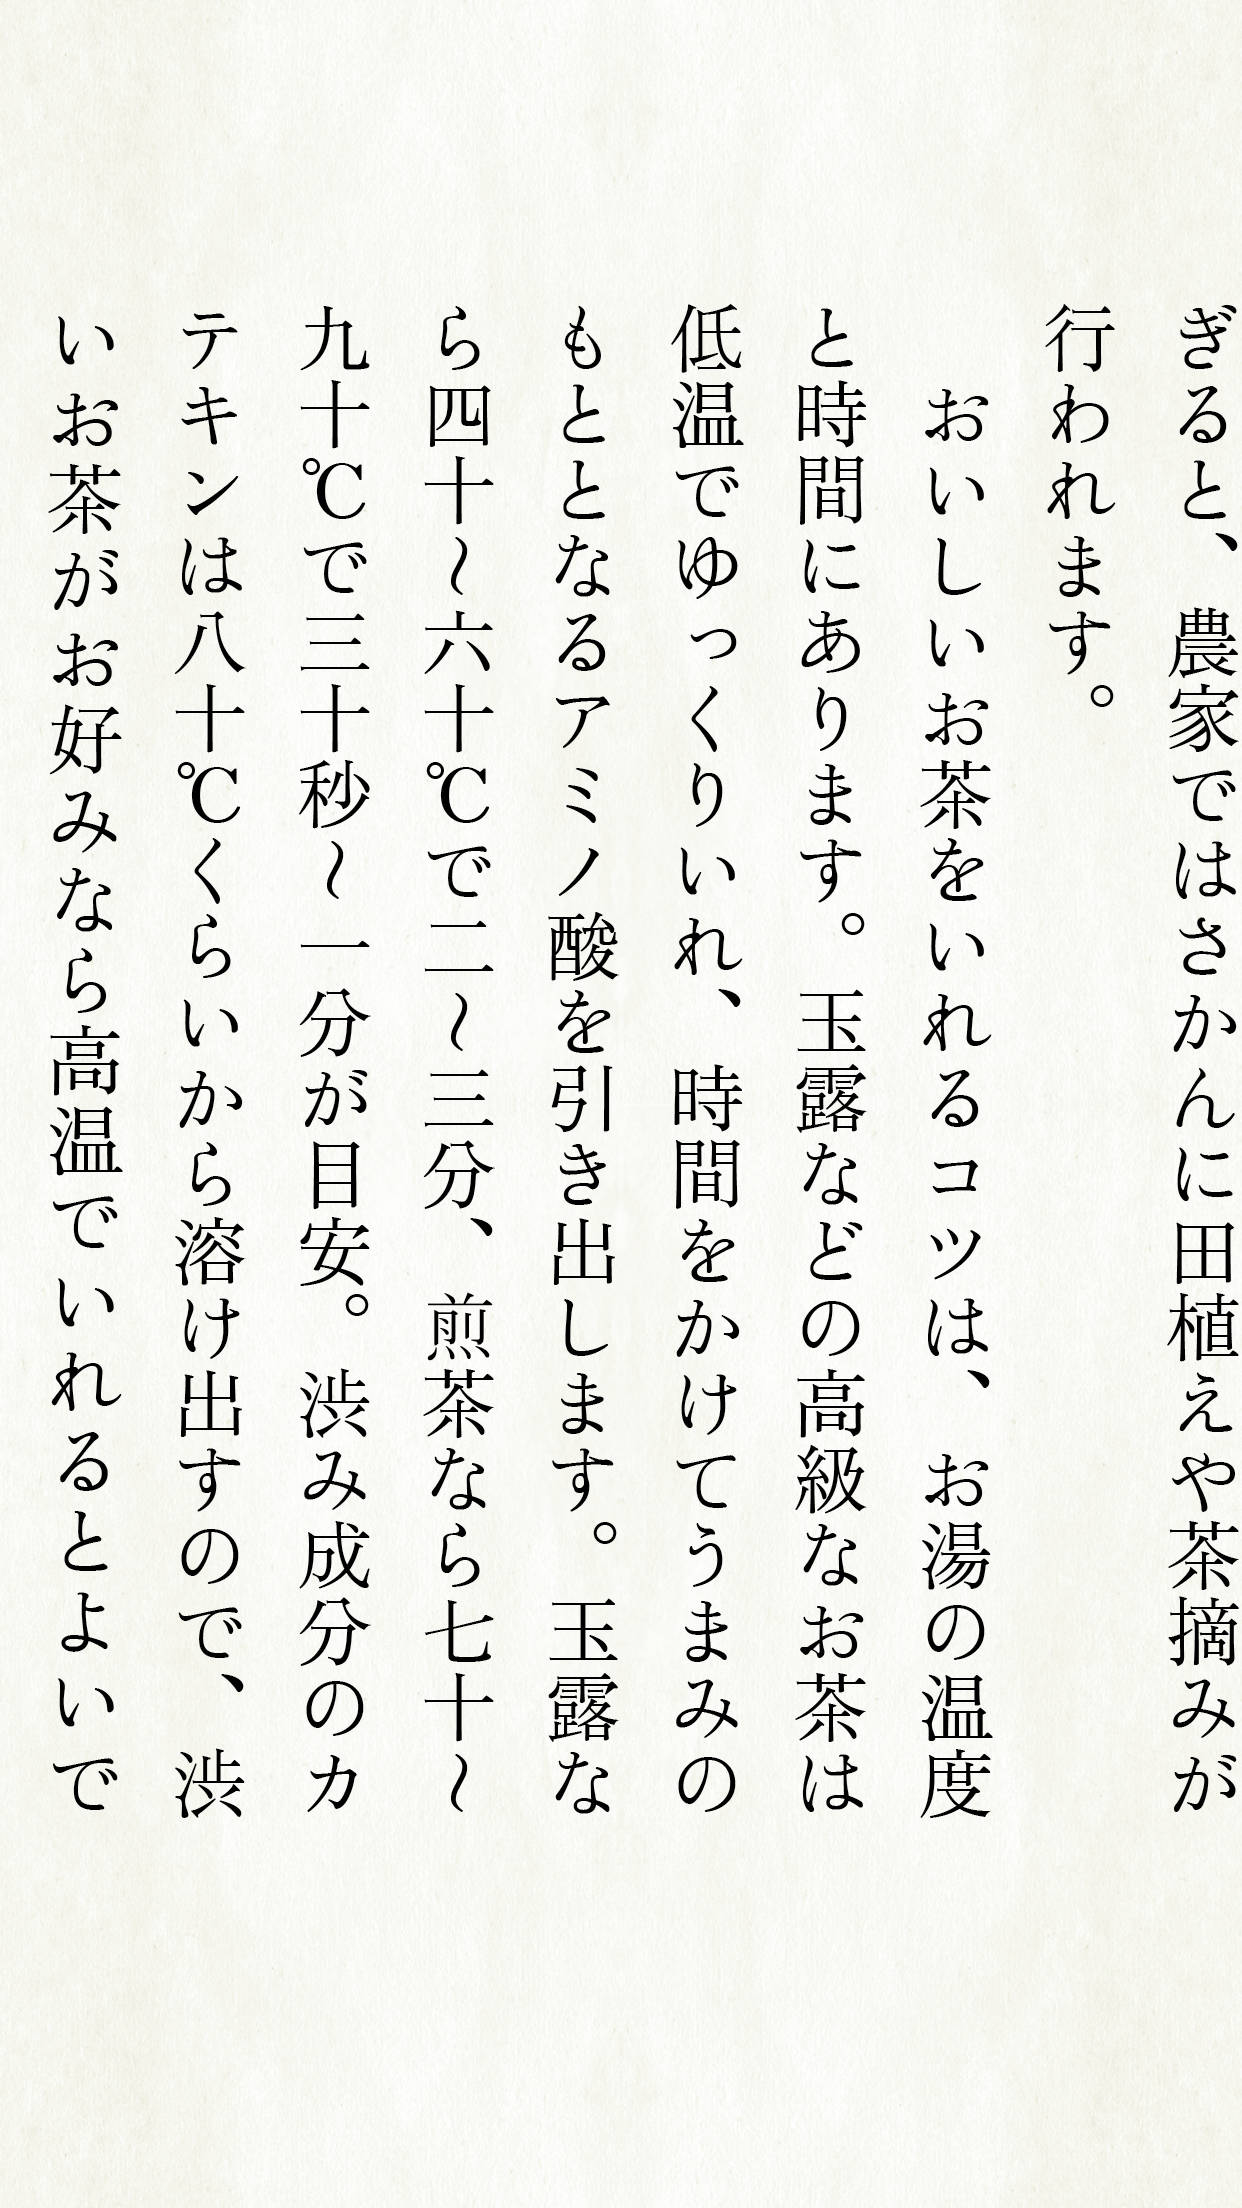 ぎると、農家ではさかんに田植えや茶摘みが
行われます。
　おいしいお茶をいれるコツは、お湯の温度
と時間にあります。玉露などの高級なお茶は
低温でゆっくりいれ、時間をかけてうまみの
もととなるアミノ酸を引き出します。玉露な
ら四十〜六十℃で二〜三分、煎茶なら七十〜
九十℃で三十秒〜一分が目安。渋み成分のカ
テキンは八十℃くらいから溶け出すので、渋
いお茶がお好みなら高温でいれるとよいで